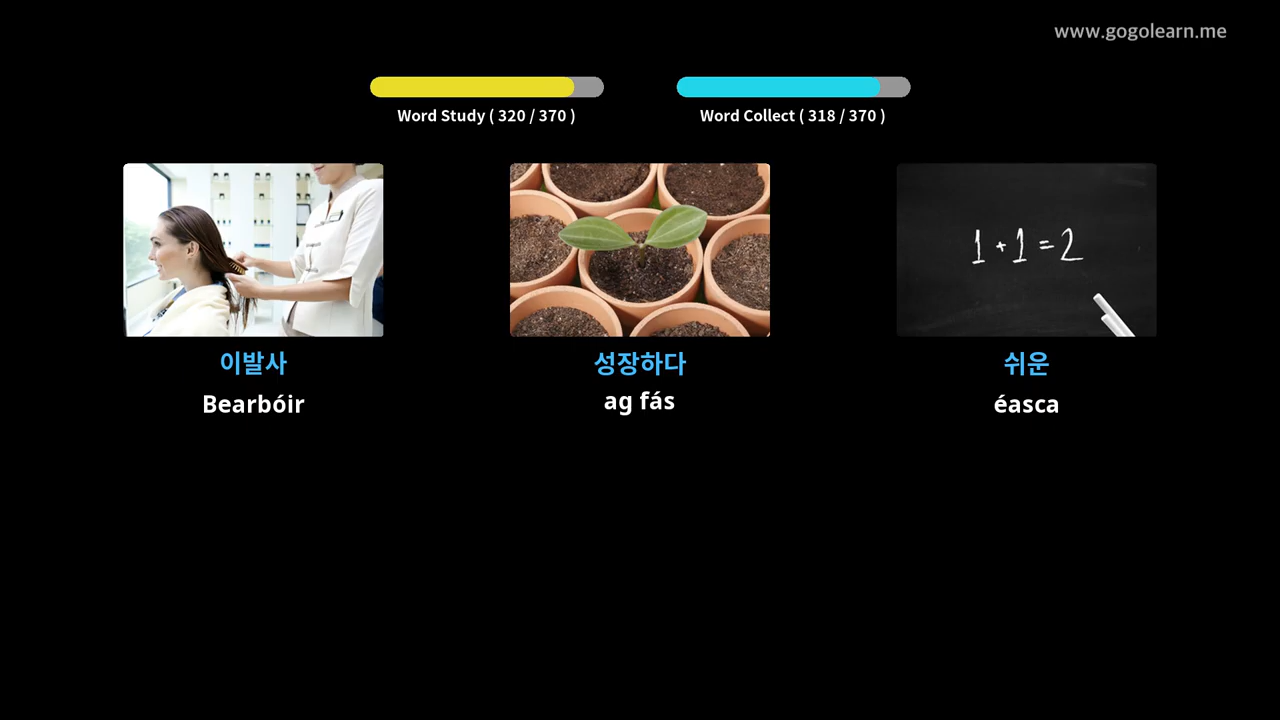 www.gogolearn.me
Word Study ( 320 / 370 )
Word Collect ( 318 / 370 )
1 + 1 = 2
이발사
성장하다
쉬운
Bearbóir
ag fás
éasca